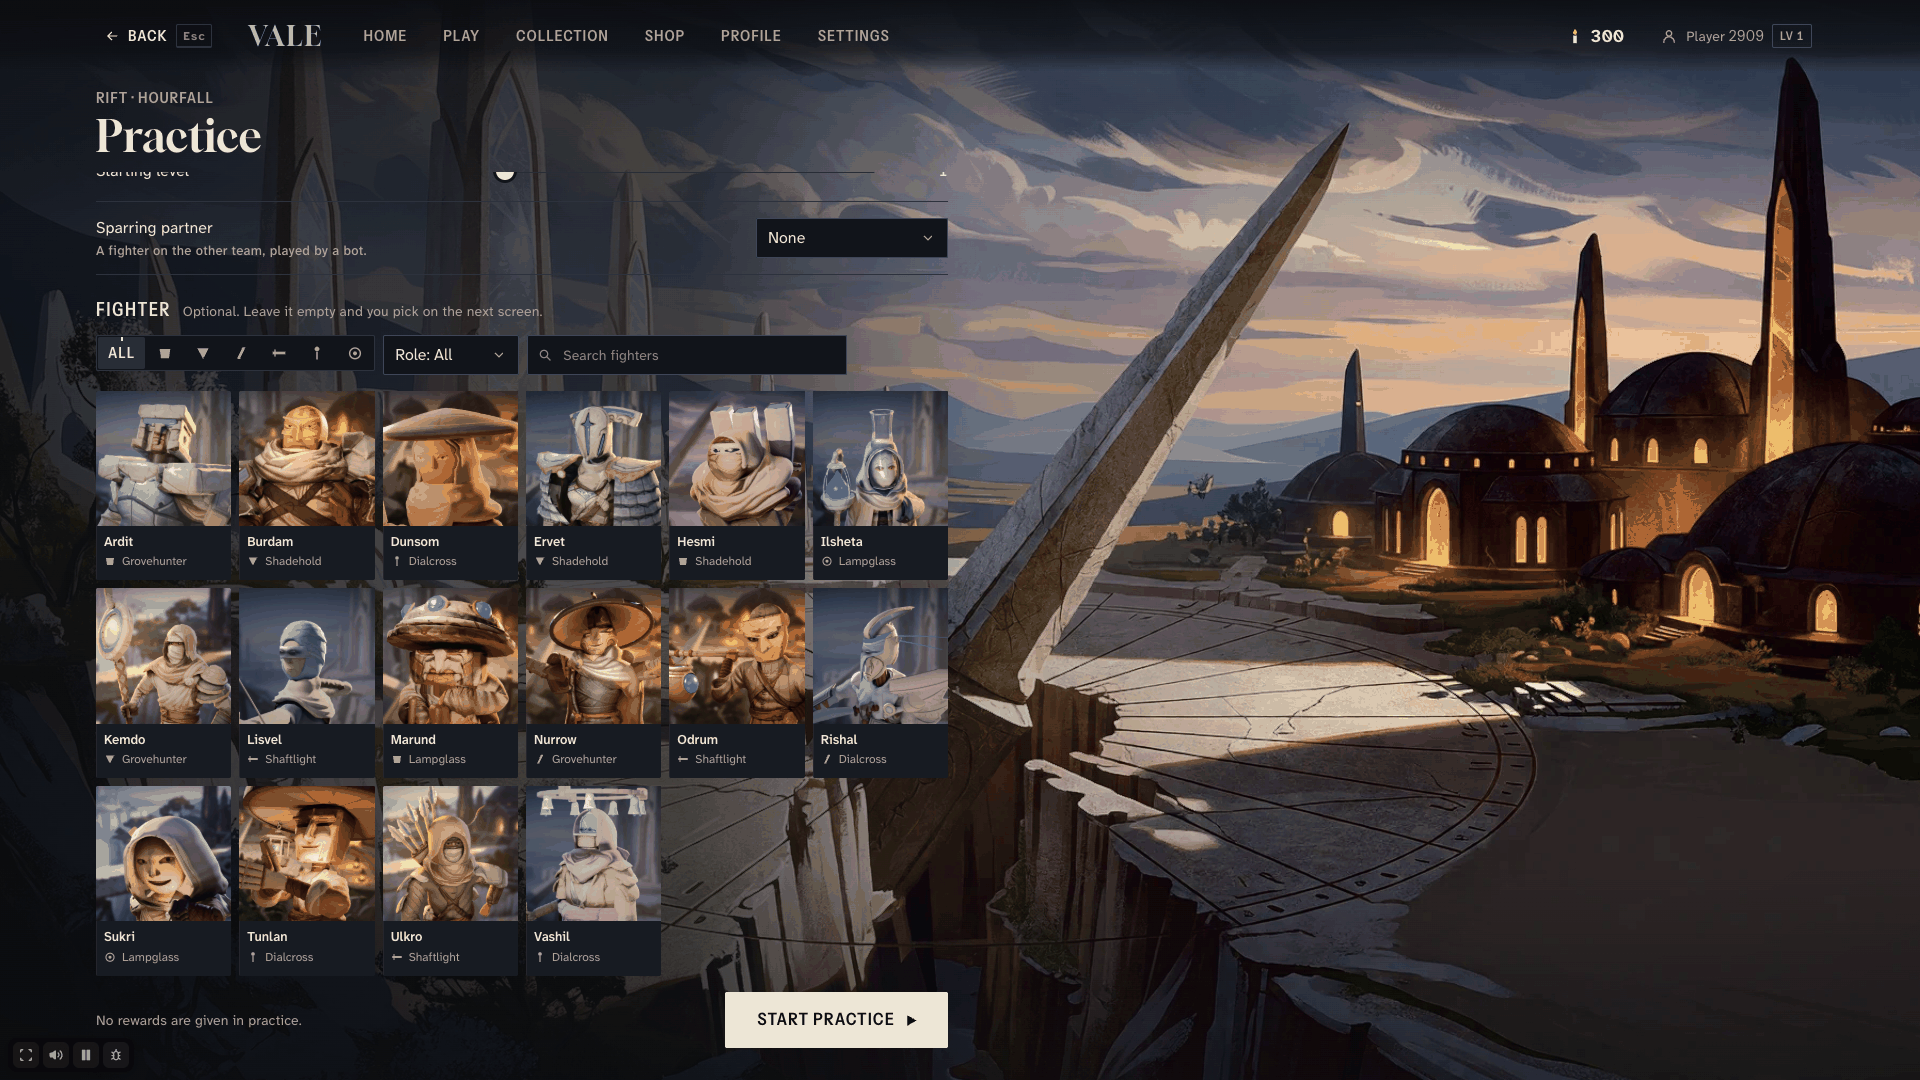 BACK Esc VALE HOME PLAY COLLECTION SHOP PROFILE SETTINGS 300 Player 2909 LV 1
RIFT · HOURFALL
Practice
Starting level 1
Sparring partner
A fighter on the other team, played by a bot.
None
FIGHTER Optional. Leave it empty and you pick on the next screen.
ALL Role: All Search fighters
Ardit Burdam Dunsom Ervet Hesmi Ilsheta
Grovehunter Shadehold Dialcross Shadehold Shadehold Lampglass
Kemdo Lisvel Marund Nurrow Odrum Rishal
Grovehunter Shaftlight Lampglass Grovehunter Shaftlight Dialcross
Sukri Tunlan Ulkro Vashil
Lampglass Dialcross Shaftlight Dialcross
No rewards are given in practice.
START PRACTICE